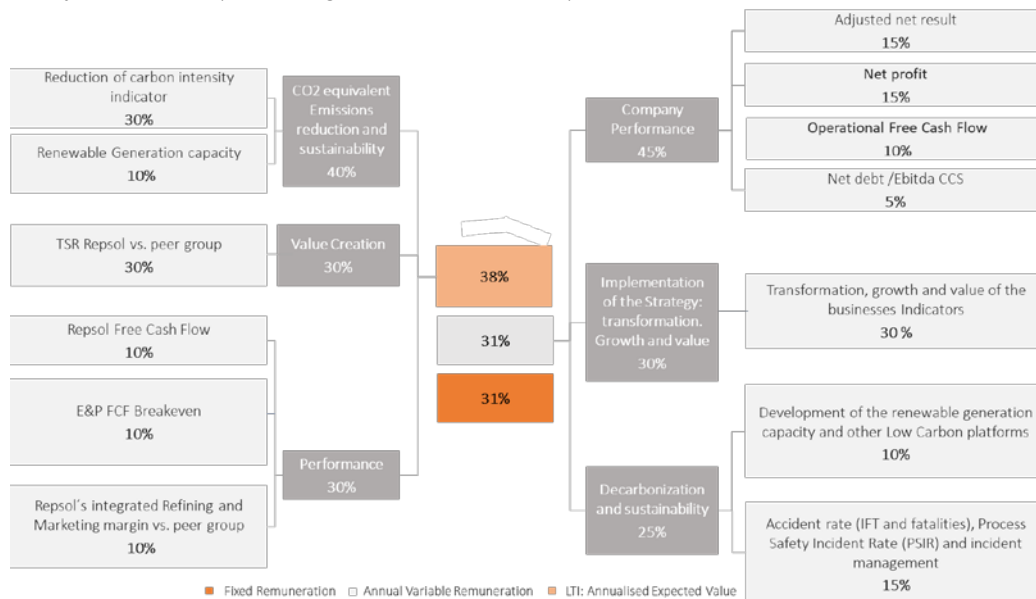 Reduction of carbon intensity
indicator
30%
Renewable Generation capacity
10%
CO2 equivalent
Emissions
reduction and
sustainability
40%
TSR Repsol vs. peer group
30%
Value Creation
30%
Repsol Free Cash Flow
10%
E&P FCF Breakeven
10%
Repsol´s integrated Refining and
Marketing margin vs. peer group
10%
Performance
30%
38%
31%
31%
Company
Performance
45%
Adjusted net result
15%
Net profit
15%
Operational Free Cash Flow
10%
Net debt /Ebitda CCS
5%
Implementation
of the Strategy:
transformation.
Growth and value
30%
Transformation, growth and value of the
businesses Indicators
30 %
Decarbonization
and sustainability
25%
Development of the renewable generation
capacity and other Low Carbon platforms
10%
Accident rate (IFT and fatalities), Process
Safety Incident Rate (PSIR) and incident
management
15%
Fixed Remuneration Annual Variable Remuneration LTI: Annualised Expected Value